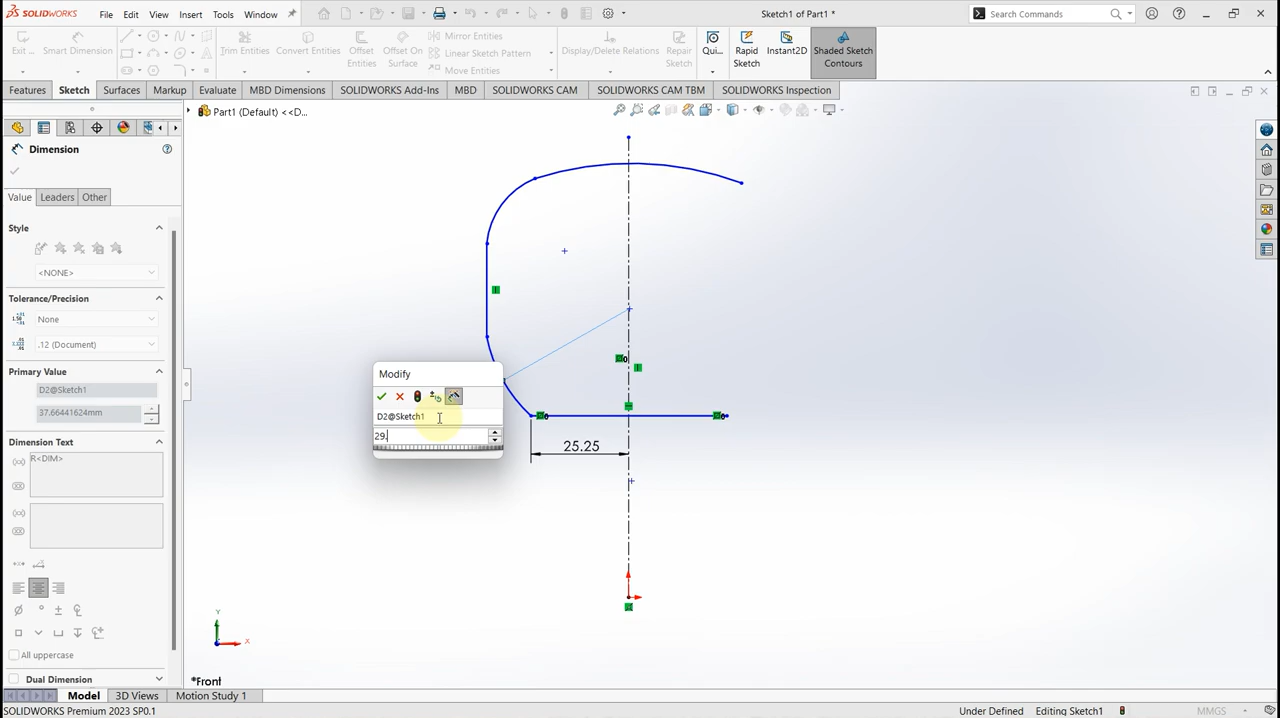 SOLIDWORKS File Edit View Insert Tools Window Sketch1 of Part1 * Search Commands
Exit ... Smart Dimension Trim Entities Convert Entities Offset Entities Offset On Surface Mirror Entities Linear Sketch Pattern Move Entities Display/Delete Relations Repair Sketch Qui... Rapid Sketch Instant2D Shaded Sketch Contours
Features Sketch Surfaces Markup Evaluate MBD Dimensions SOLIDWORKS Add-Ins MBD SOLIDWORKS CAM SOLIDWORKS CAM TBM SOLIDWORKS Inspection
Part1 (Default) <<D...
Dimension
Value Leaders Other
Style
<NONE>
Tolerance/Precision
None
.12 (Document)
Primary Value
D2@Sketch1
37.66441624mm
Dimension Text
R<DIM>
All uppercase
Dual Dimension
Modify
D2@Sketch1
29.
25.25
Y
X
*Front
Model 3D Views Motion Study 1
SOLIDWORKS Premium 2023 SP0.1 Under Defined Editing Sketch1 MMGS